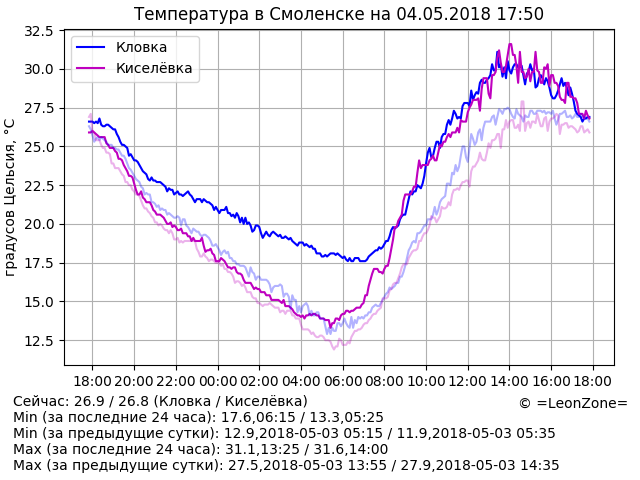 Температура в Смоленске на 04.05.2018 17:50
градусов Цельсия, °C
32.5
30.0
27.5
25.0
22.5
20.0
17.5
15.0
12.5
Кловка
Киселёвка
18:00 20:00 22:00 00:00 02:00 04:00 06:00 08:00 10:00 12:00 14:00 16:00 18:00
Сейчас: 26.9 / 26.8 (Кловка / Киселёвка)
© =LeonZone=
Min (за последние 24 часа): 17.6,06:15 / 13.3,05:25
Min (за предыдущие сутки): 12.9,2018-05-03 05:15 / 11.9,2018-05-03 05:35
Max (за последние 24 часа): 31.1,13:25 / 31.6,14:00
Max (за предыдущие сутки): 27.5,2018-05-03 13:55 / 27.9,2018-05-03 14:35